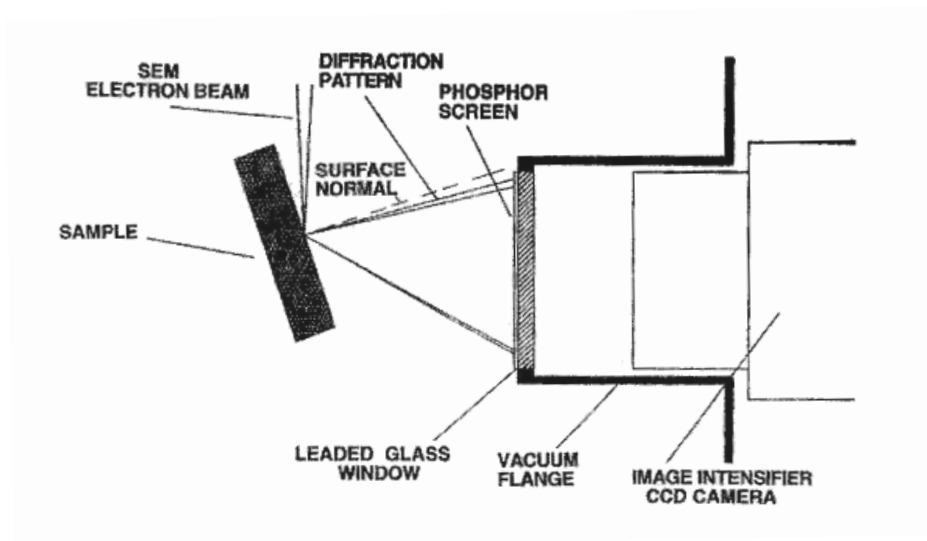 SEM
ELECTRON BEAM
DIFFRACTION
PATTERN
PHOSPHOR
SCREEN
SURFACE
NORMAL
SAMPLE
LEADED GLASS
WINDOW
VACUUM
FLANGE
IMAGE INTENSIFIER
CCD CAMERA